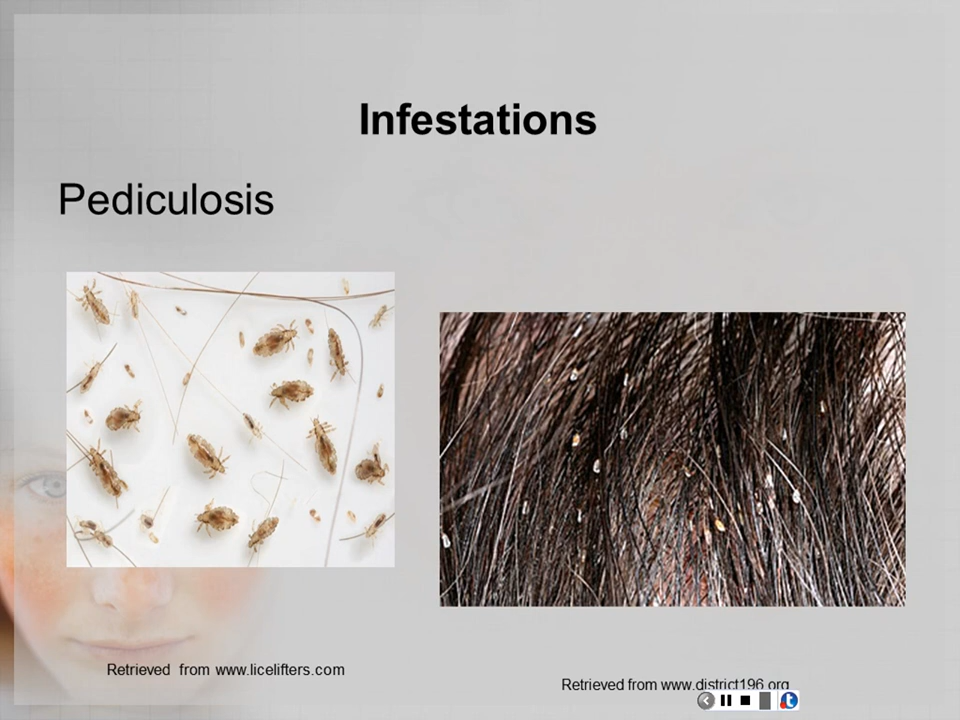 Infestations
Pediculosis
Retrieved from www.licelifters.com
Retrieved from www.district196.org